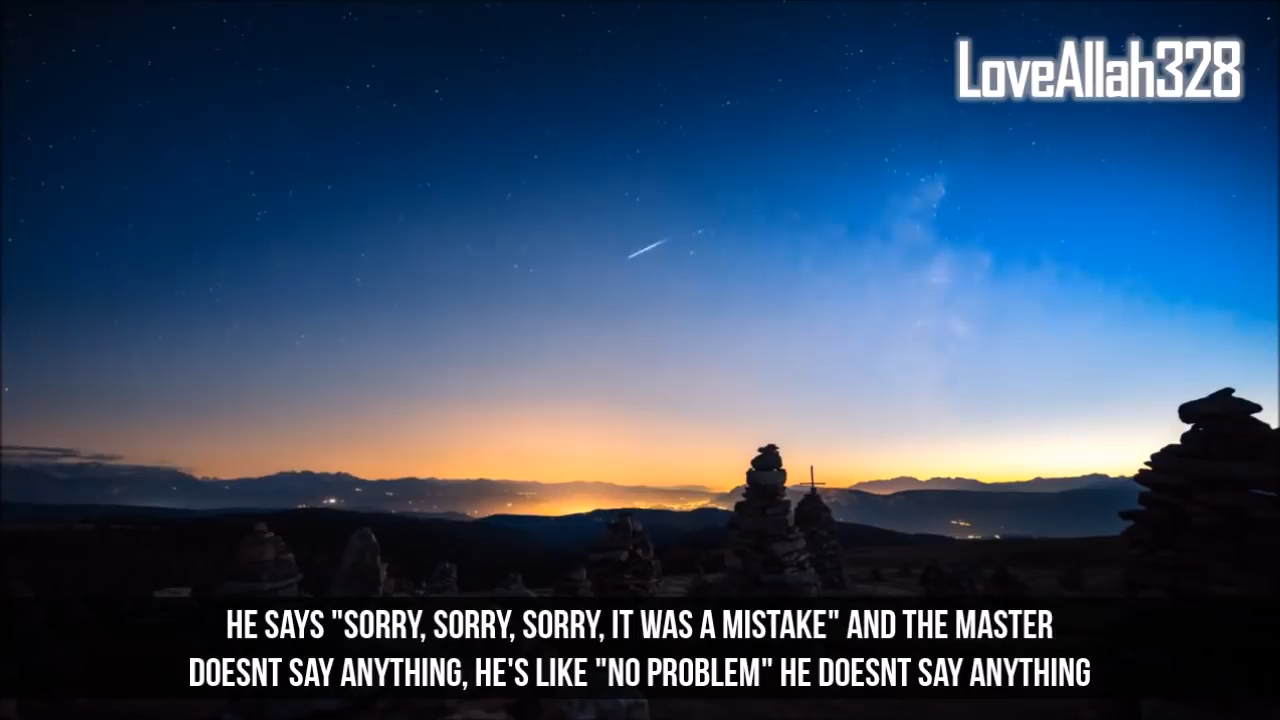 LoveAllah328
HE SAYS "SORRY, SORRY, SORRY, IT WAS A MISTAKE" AND THE MASTER
DOESNT SAY ANYTHING, HE'S LIKE "NO PROBLEM" HE DOESNT SAY ANYTHING